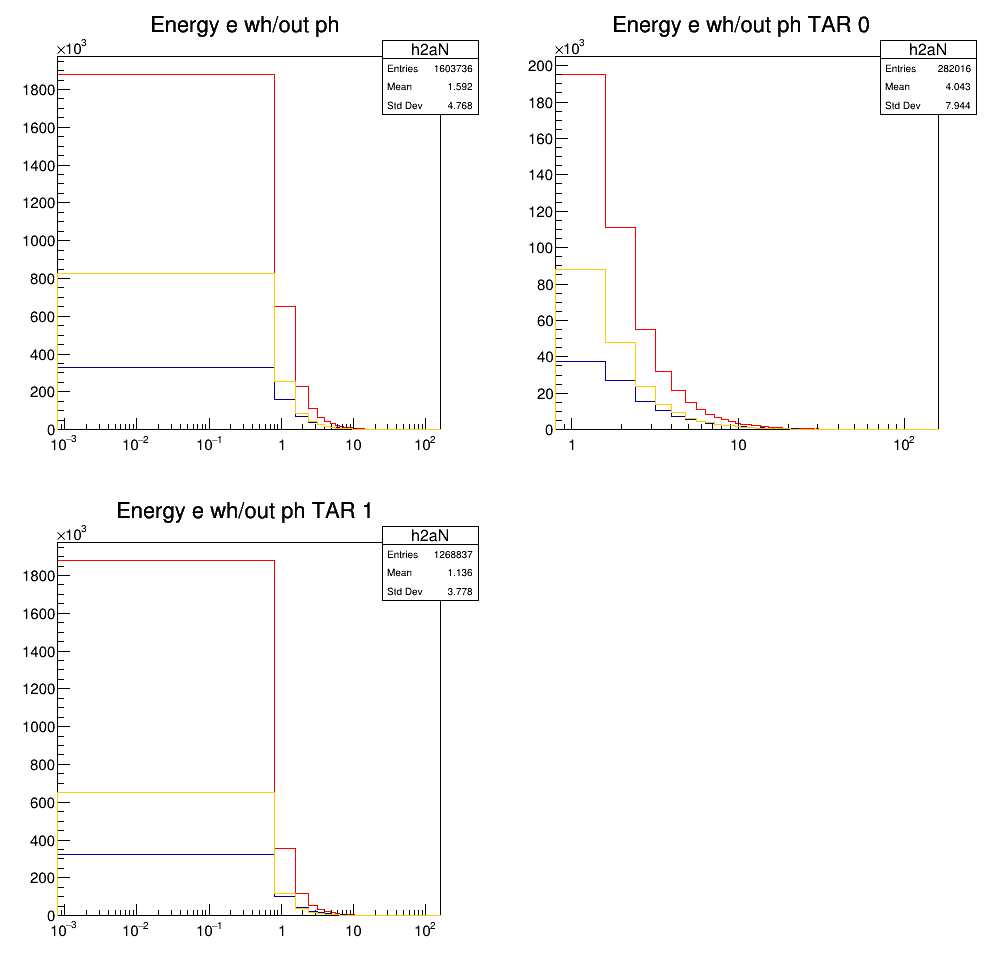 Energy e wh/out ph
×10³
h2aN
Entries 1603736
Mean 1.592
Std Dev 4.768
1800
1600
1400
1200
1000
800
600
400
200
0
10⁻³ 10⁻² 10⁻¹ 1 10 10²
Energy e wh/out ph TAR 0
×10³
h2aN
Entries 282016
Mean 4.043
Std Dev 7.944
200
180
160
140
120
100
80
60
40
20
0
1 10 10²
Energy e wh/out ph TAR 1
×10³
h2aN
Entries 1268837
Mean 1.136
Std Dev 3.778
1800
1600
1400
1200
1000
800
600
400
200
0
10⁻³ 10⁻² 10⁻¹ 1 10 10²